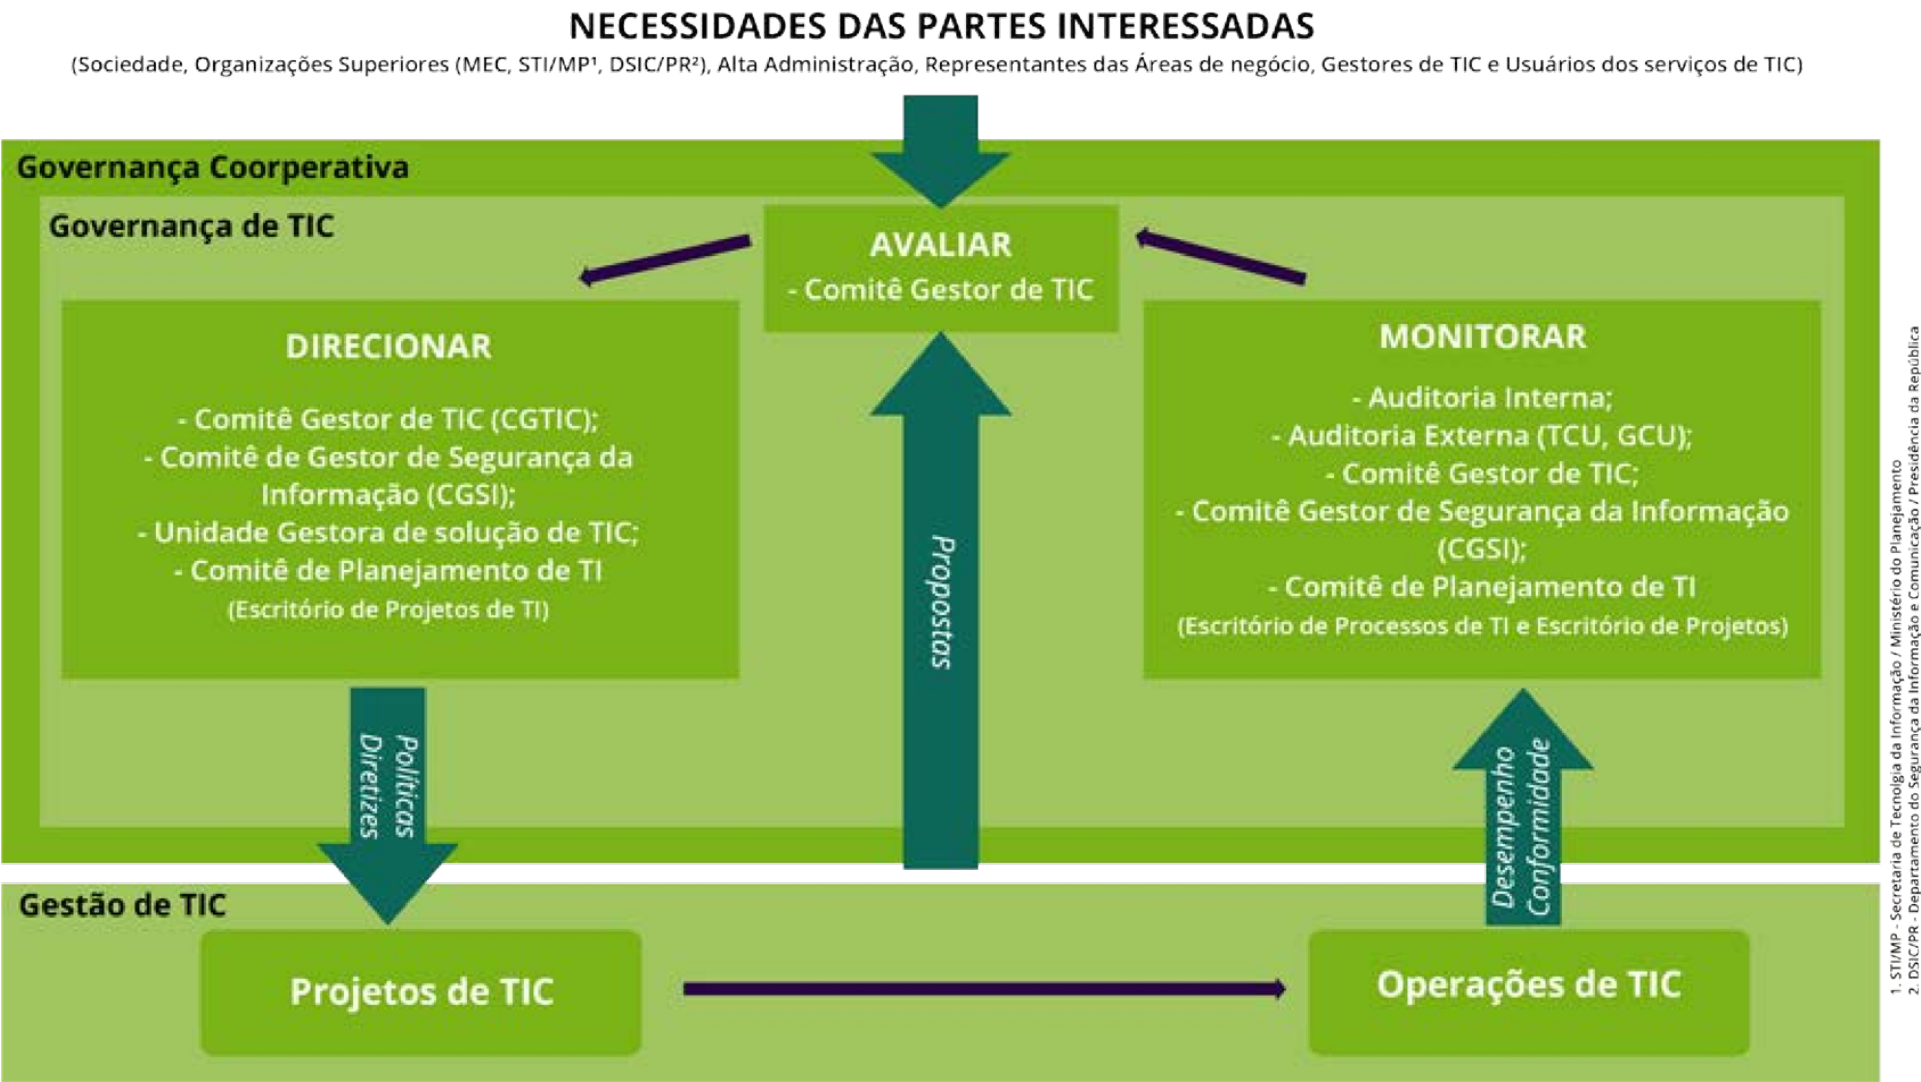 NECESSIDADES DAS PARTES INTERESSADAS
(Sociedade, Organizações Superiores (MEC, STI/MP¹, DSIC/PR²), Alta Administração, Representantes das Áreas de negócio, Gestores de TIC e Usuários dos serviços de TIC)
Governança Coorperativa
Governança de TIC
AVALIAR
- Comitê Gestor de TIC
DIRECIONAR
- Comitê Gestor de TIC (CGTIC);
- Comitê de Gestor de Segurança da
Informação (CGSI);
- Unidade Gestora de solução de TIC;
- Comitê de Planejamento de TI
(Escritório de Projetos de TI)
MONITORAR
- Auditoria Interna;
- Auditoria Externa (TCU, GCU);
- Comitê Gestor de TIC;
- Comitê Gestor de Segurança da Informação
(CGSI);
- Comitê de Planejamento de TI
(Escritório de Processos de TI e Escritório de Projetos)
Propostas
Políticas
Diretizes
Desempenho
Conformidade
Gestão de TIC
Projetos de TIC
Operações de TIC
1. STI/MP - Secretaria de Tecnolgia da Informação / Ministério do Planejamento
2. DSIC/PR - Departamento do Segurança da Informação e Comunicação / Presidência da República